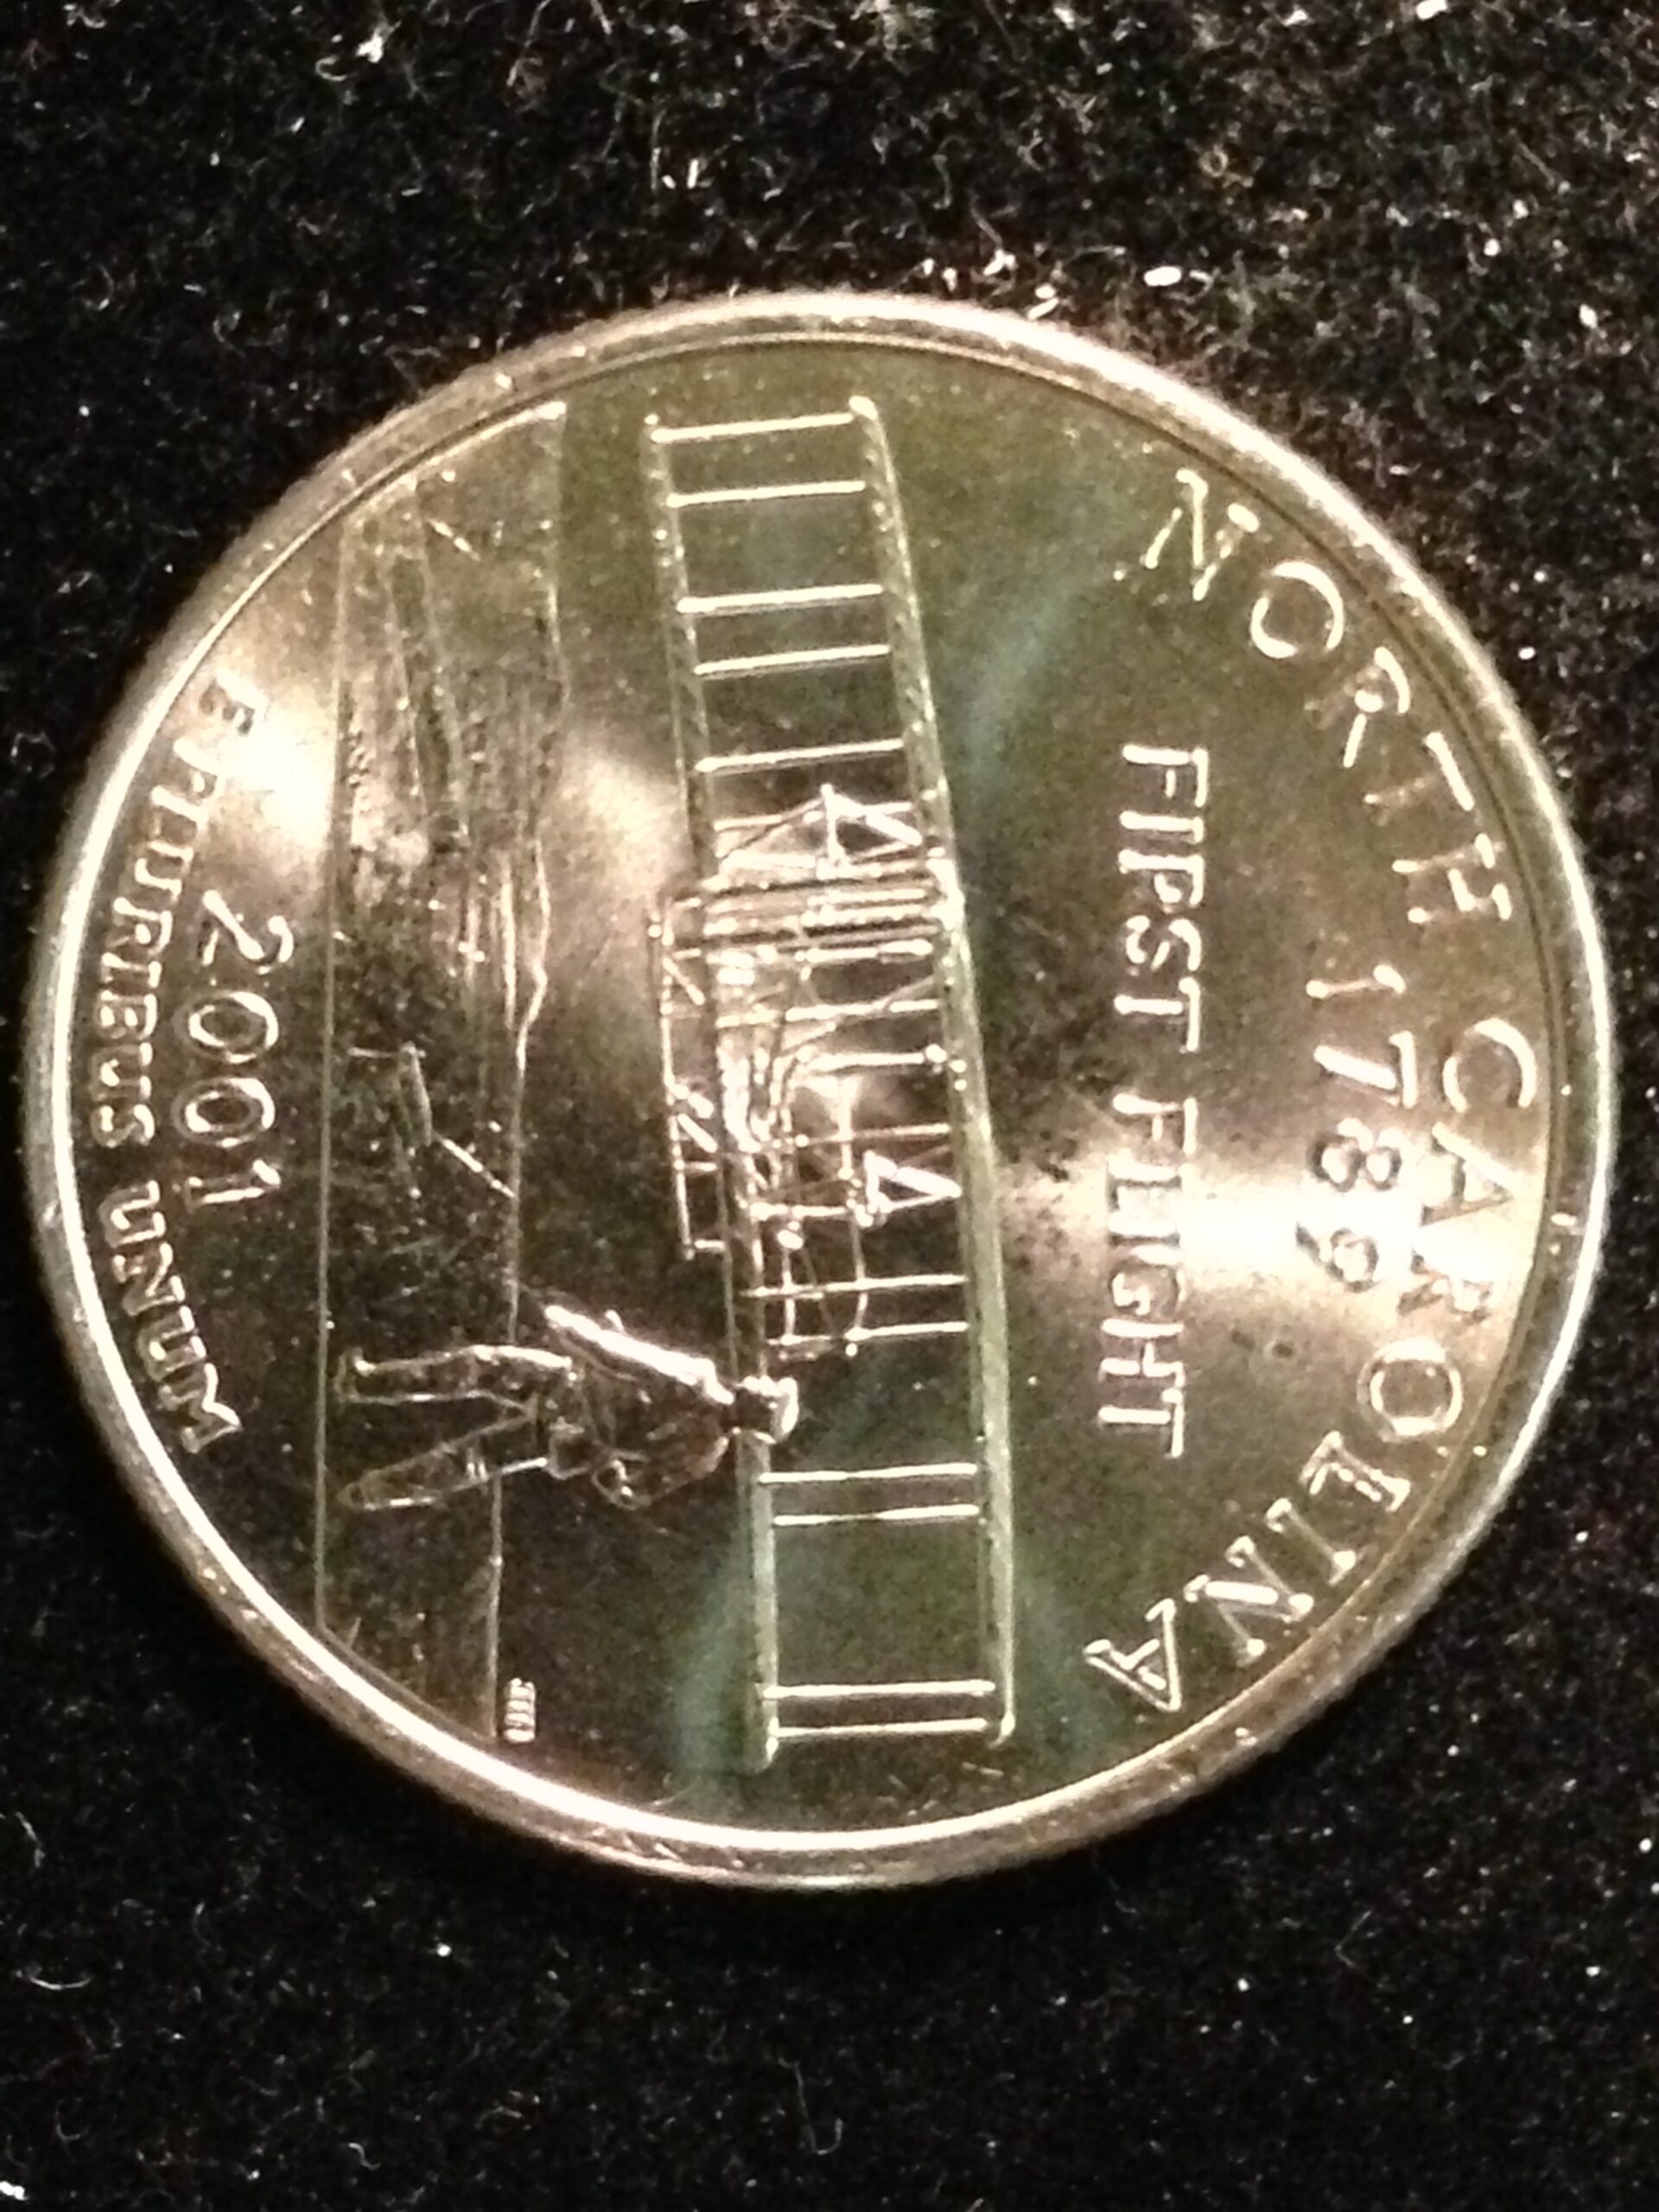 NORTH CAROLINA
1789
FIRST FLIGHT
2001
E PLURIBUS UNUM